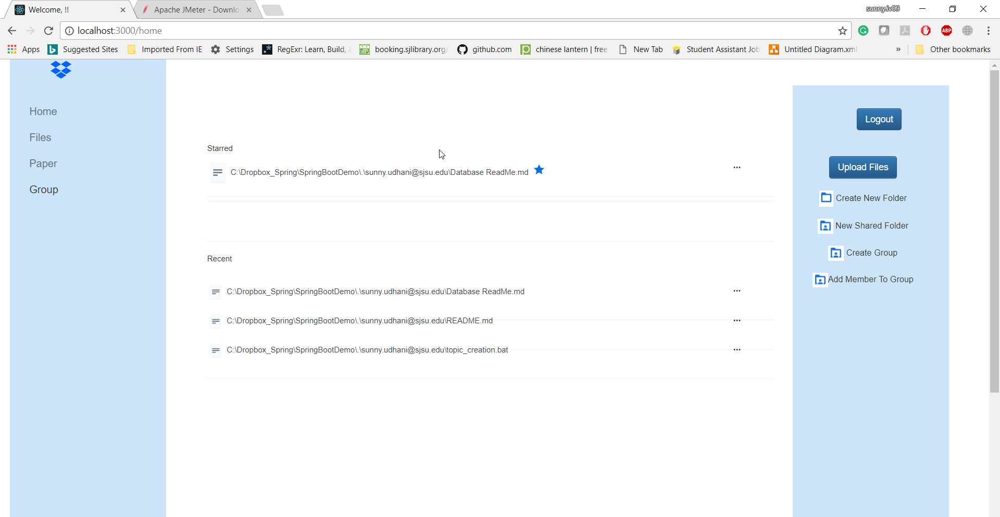 Welcome, !!
Apache JMeter - Downlo
sunny.iv09
localhost:3000/home
ABP
Apps
Suggested Sites
Imported From IE
Settings
RegExr: Learn, Build, &
booking.sjlibrary.org/
github.com
chinese lantern | free
New Tab
Student Assistant Job
Untitled Diagram.xml
»
Other bookmarks
Home
Files
Paper
Group
Starred
C:\Dropbox_Spring\SpringBootDemo\.\sunny.udhani@sjsu.edu\Database ReadMe.md
...
Recent
C:\Dropbox_Spring\SpringBootDemo\.\sunny.udhani@sjsu.edu\Database ReadMe.md
...
C:\Dropbox_Spring\SpringBootDemo\.\sunny.udhani@sjsu.edu\README.md
...
C:\Dropbox_Spring\SpringBootDemo\.\sunny.udhani@sjsu.edu\topic_creation.bat
...
Logout
Upload Files
Create New Folder
New Shared Folder
Create Group
Add Member To Group